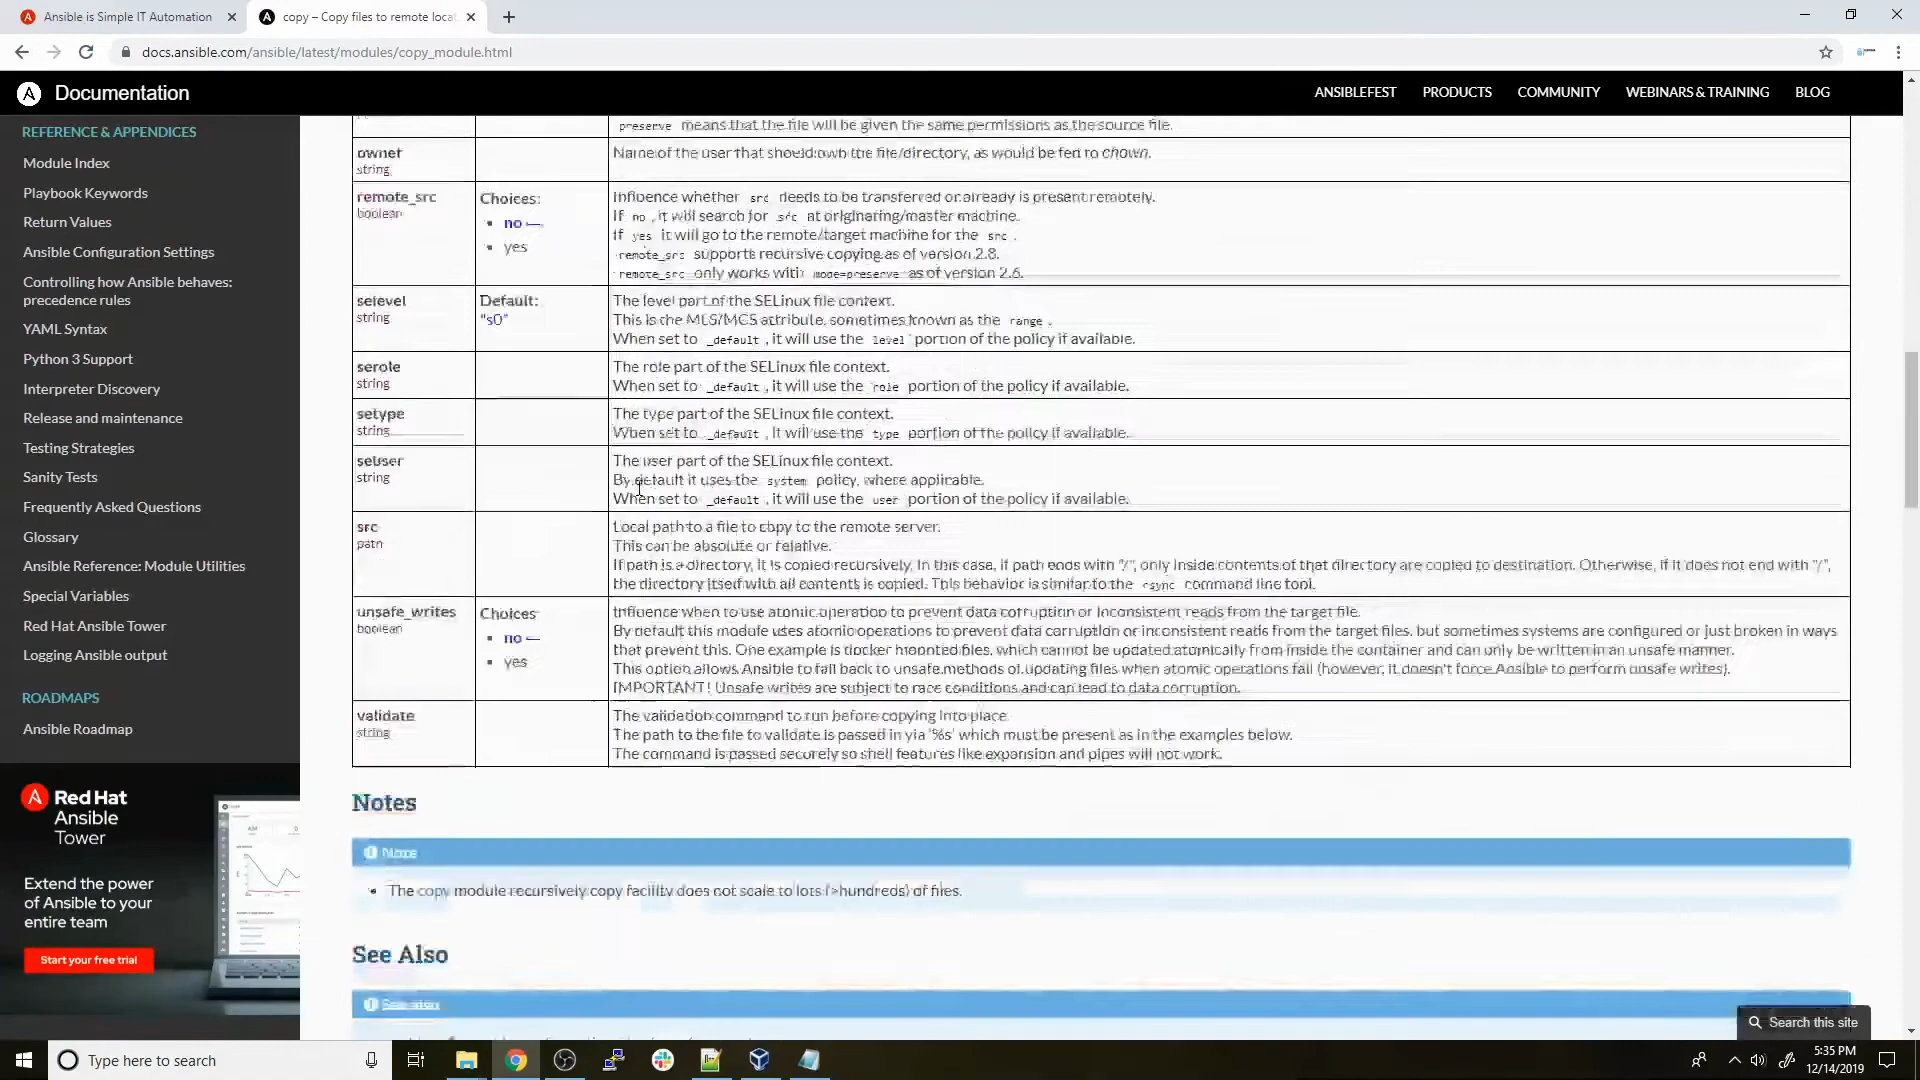 Ansible is Simple IT Automation
copy – Copy files to remote locat
docs.ansible.com/ansible/latest/modules/copy_module.html
Documentation
ANSIBLEFEST PRODUCTS COMMUNITY WEBINARS & TRAINING BLOG
REFERENCE & APPENDICES
Module Index
Playbook Keywords
Return Values
Ansible Configuration Settings
Controlling how Ansible behaves:
precedence rules
YAML Syntax
Python 3 Support
Interpreter Discovery
Release and maintenance
Testing Strategies
Sanity Tests
Frequently Asked Questions
Glossary
Ansible Reference: Module Utilities
Special Variables
Red Hat Ansible Tower
Logging Ansible output
ROADMAPS
Ansible Roadmap
Red Hat
Ansible
Tower
Extend the power
of Ansible to your
entire team
Start your free trial
preserve means that the file will be given the same permissions as the source file.
owner
string
Name of the user that should own the file/directory, as would be fed to chown.
remote_src
boolean
Choices:
no
yes
Influence whether src needs to be transferred or already is present remotely.
If no, it will search for src at originating/master machine.
If yes it will go to the remote/target machine for the src.
remote_src supports recursive copying as of version 2.8.
remote_src only works with mode=preserve as of version 2.6.
selevel
string
Default:
"s0"
The level part of the SELinux file context.
This is the MLS/MCS attribute, sometimes known as the range.
When set to _default, it will use the level portion of the policy if available.
serole
string
The role part of the SELinux file context.
When set to _default, it will use the role portion of the policy if available.
setype
string
The type part of the SELinux file context.
When set to _default, it will use the type portion of the policy if available.
seuser
string
The user part of the SELinux file context.
By default it uses the system policy, where applicable.
When set to _default, it will use the user portion of the policy if available.
src
path
Local path to a file to copy to the remote server.
This can be absolute or relative.
If path is a directory, it is copied recursively. In this case, if path ends with "/", only inside contents of that directory are copied to destination. Otherwise, if it does not end with "/",
the directory itself with all contents is copied. This behavior is similar to the rsync command line tool.
unsafe_writes
boolean
Choices
no
yes
Influence when to use atomic operation to prevent data corruption or inconsistent reads from the target file.
By default this module uses atomic operations to prevent data corruption or inconsistent reads from the target files, but sometimes systems are configured or just broken in ways
that prevent this. One example is docker mounted files, which cannot be updated atomically from inside the container and can only be written in an unsafe manner.
This option allows Ansible to fall back to unsafe methods of updating files when atomic operations fail (however, it doesn't force Ansible to perform unsafe writes).
IMPORTANT! Unsafe writes are subject to race conditions and can lead to data corruption.
validate
string
The validation command to run before copying into place.
The path to the file to validate is passed in via '%s' which must be present as in the examples below.
The command is passed securely so shell features like expansion and pipes will not work.
Notes
Note
The copy module recursively copy facility does not scale to lots (>hundreds) of files.
See Also
See also
Search this site
Type here to search
5:35 PM
12/14/2019